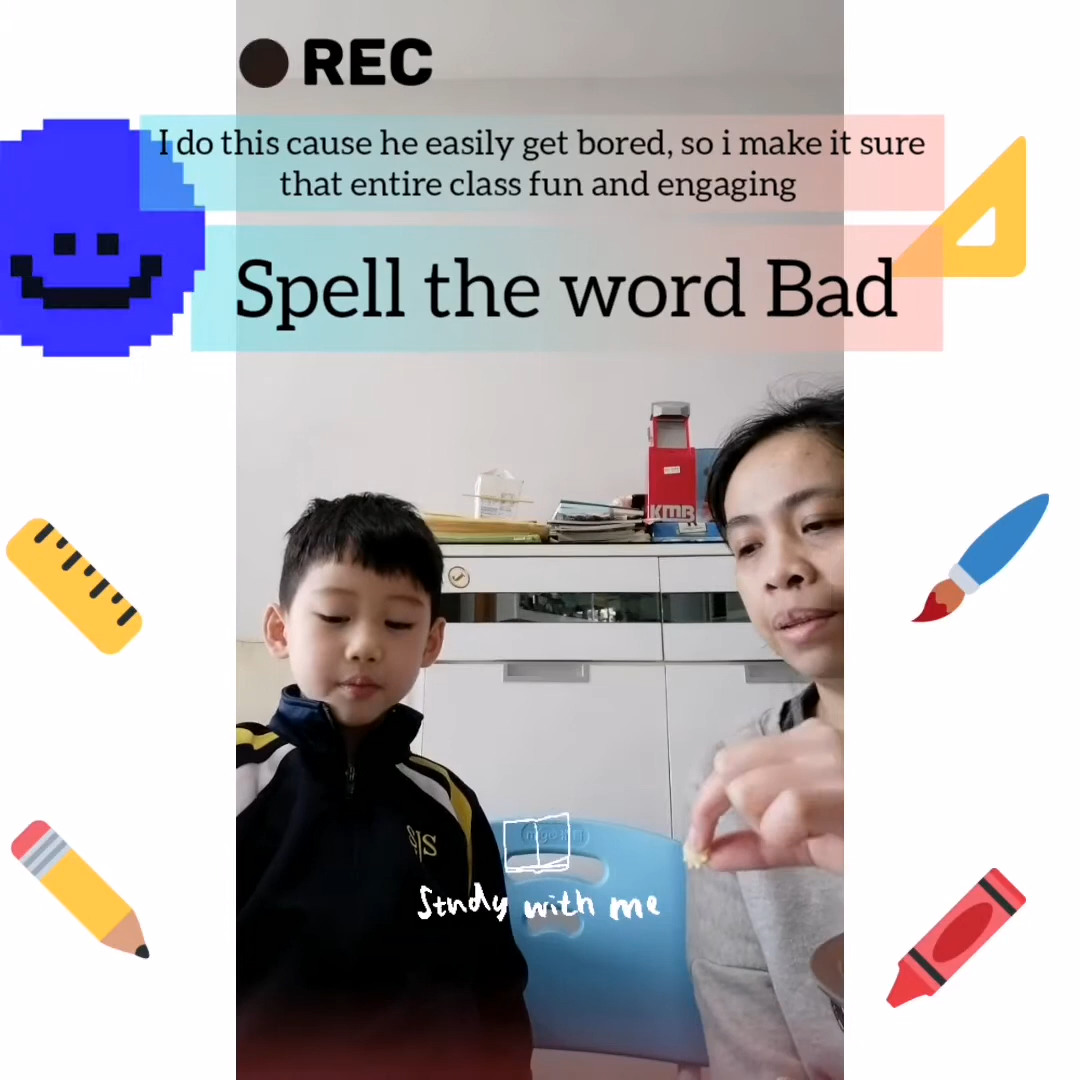 REC
I do this cause he easily get bored, so i make it sure
that entire class fun and engaging
Spell the word Bad
KMB
SJS
Study with me